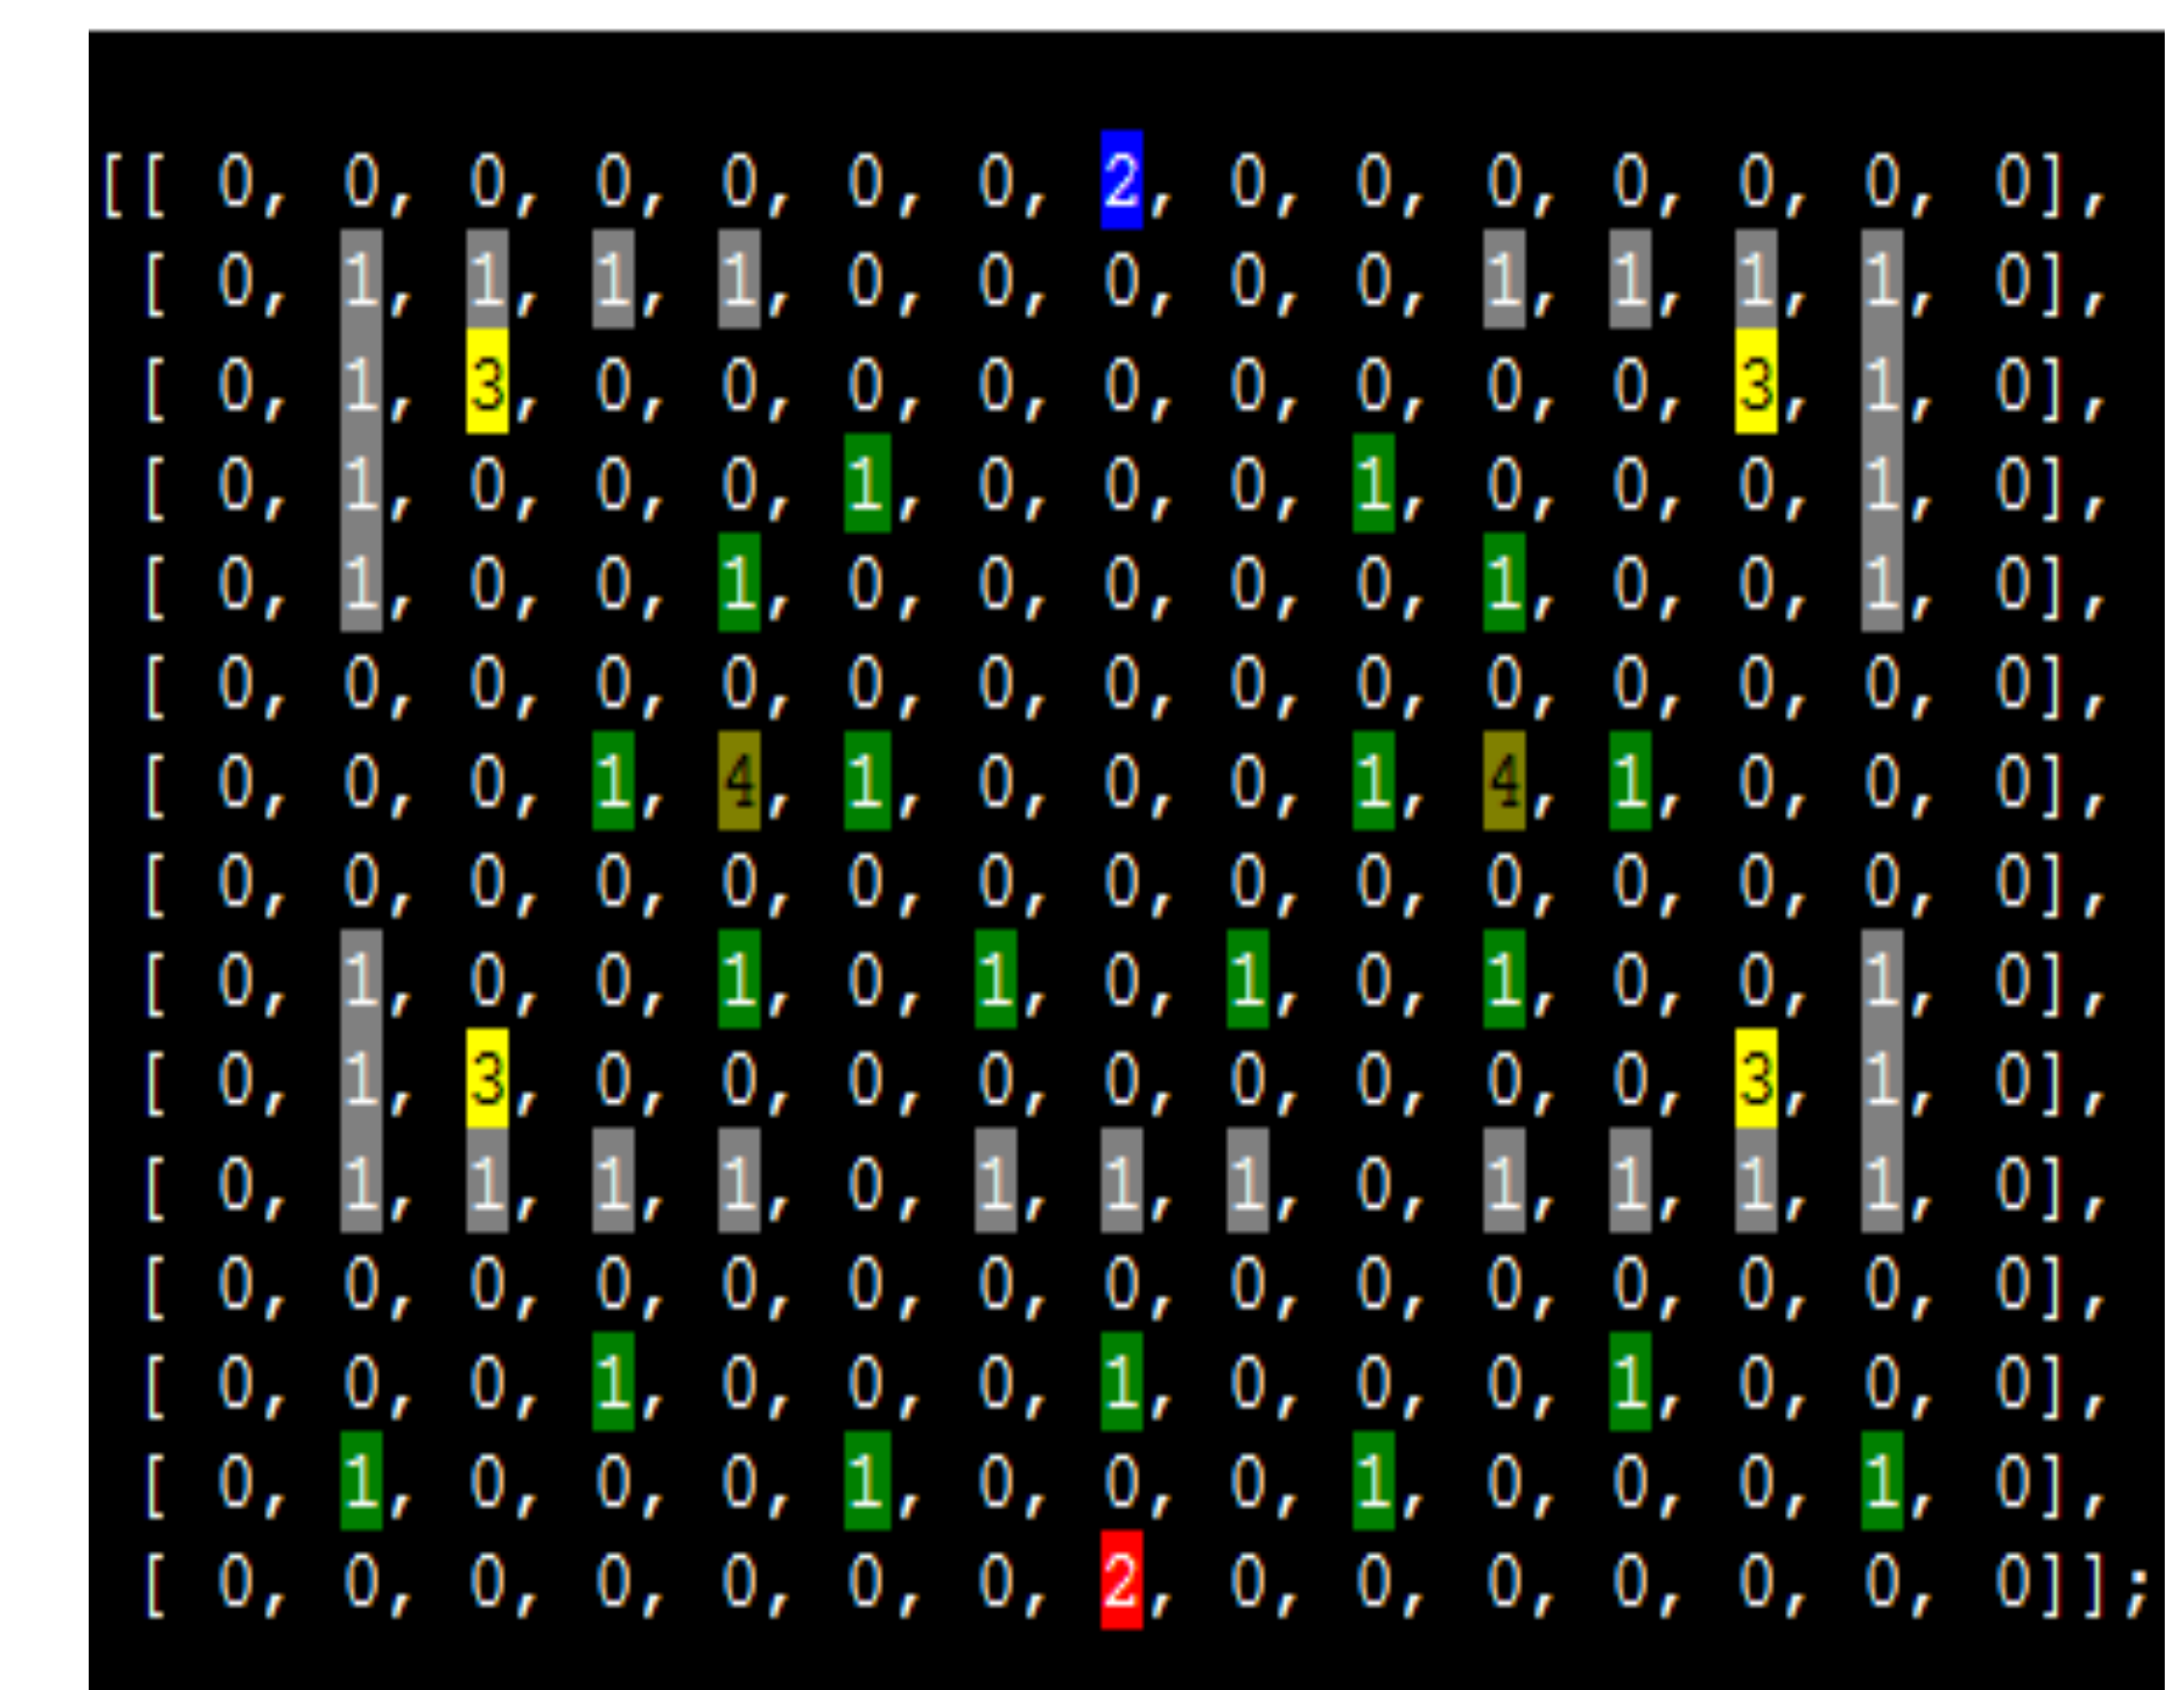 [[ 0, 0, 0, 0, 0, 0, 0, 2, 0, 0, 0, 0, 0, 0, 0],
[ 0, 1, 1, 1, 1, 0, 0, 0, 0, 0, 1, 1, 1, 1, 0],
[ 0, 1, 3, 0, 0, 0, 0, 0, 0, 0, 0, 0, 3, 1, 0],
[ 0, 1, 0, 0, 0, 1, 0, 0, 0, 1, 0, 0, 0, 1, 0],
[ 0, 1, 0, 0, 1, 0, 0, 0, 0, 0, 1, 0, 0, 1, 0],
[ 0, 0, 0, 0, 0, 0, 0, 0, 0, 0, 0, 0, 0, 0, 0],
[ 0, 0, 0, 1, 4, 1, 0, 0, 0, 1, 4, 1, 0, 0, 0],
[ 0, 0, 0, 0, 0, 0, 0, 0, 0, 0, 0, 0, 0, 0, 0],
[ 0, 1, 0, 0, 1, 0, 1, 0, 1, 0, 1, 0, 0, 1, 0],
[ 0, 1, 3, 0, 0, 0, 0, 0, 0, 0, 0, 0, 3, 1, 0],
[ 0, 1, 1, 1, 1, 0, 1, 1, 1, 0, 1, 1, 1, 1, 0],
[ 0, 0, 0, 0, 0, 0, 0, 0, 0, 0, 0, 0, 0, 0, 0],
[ 0, 0, 0, 1, 0, 0, 0, 1, 0, 0, 0, 1, 0, 0, 0],
[ 0, 1, 0, 0, 0, 1, 0, 0, 0, 1, 0, 0, 0, 1, 0],
[ 0, 0, 0, 0, 0, 0, 0, 2, 0, 0, 0, 0, 0, 0, 0]];